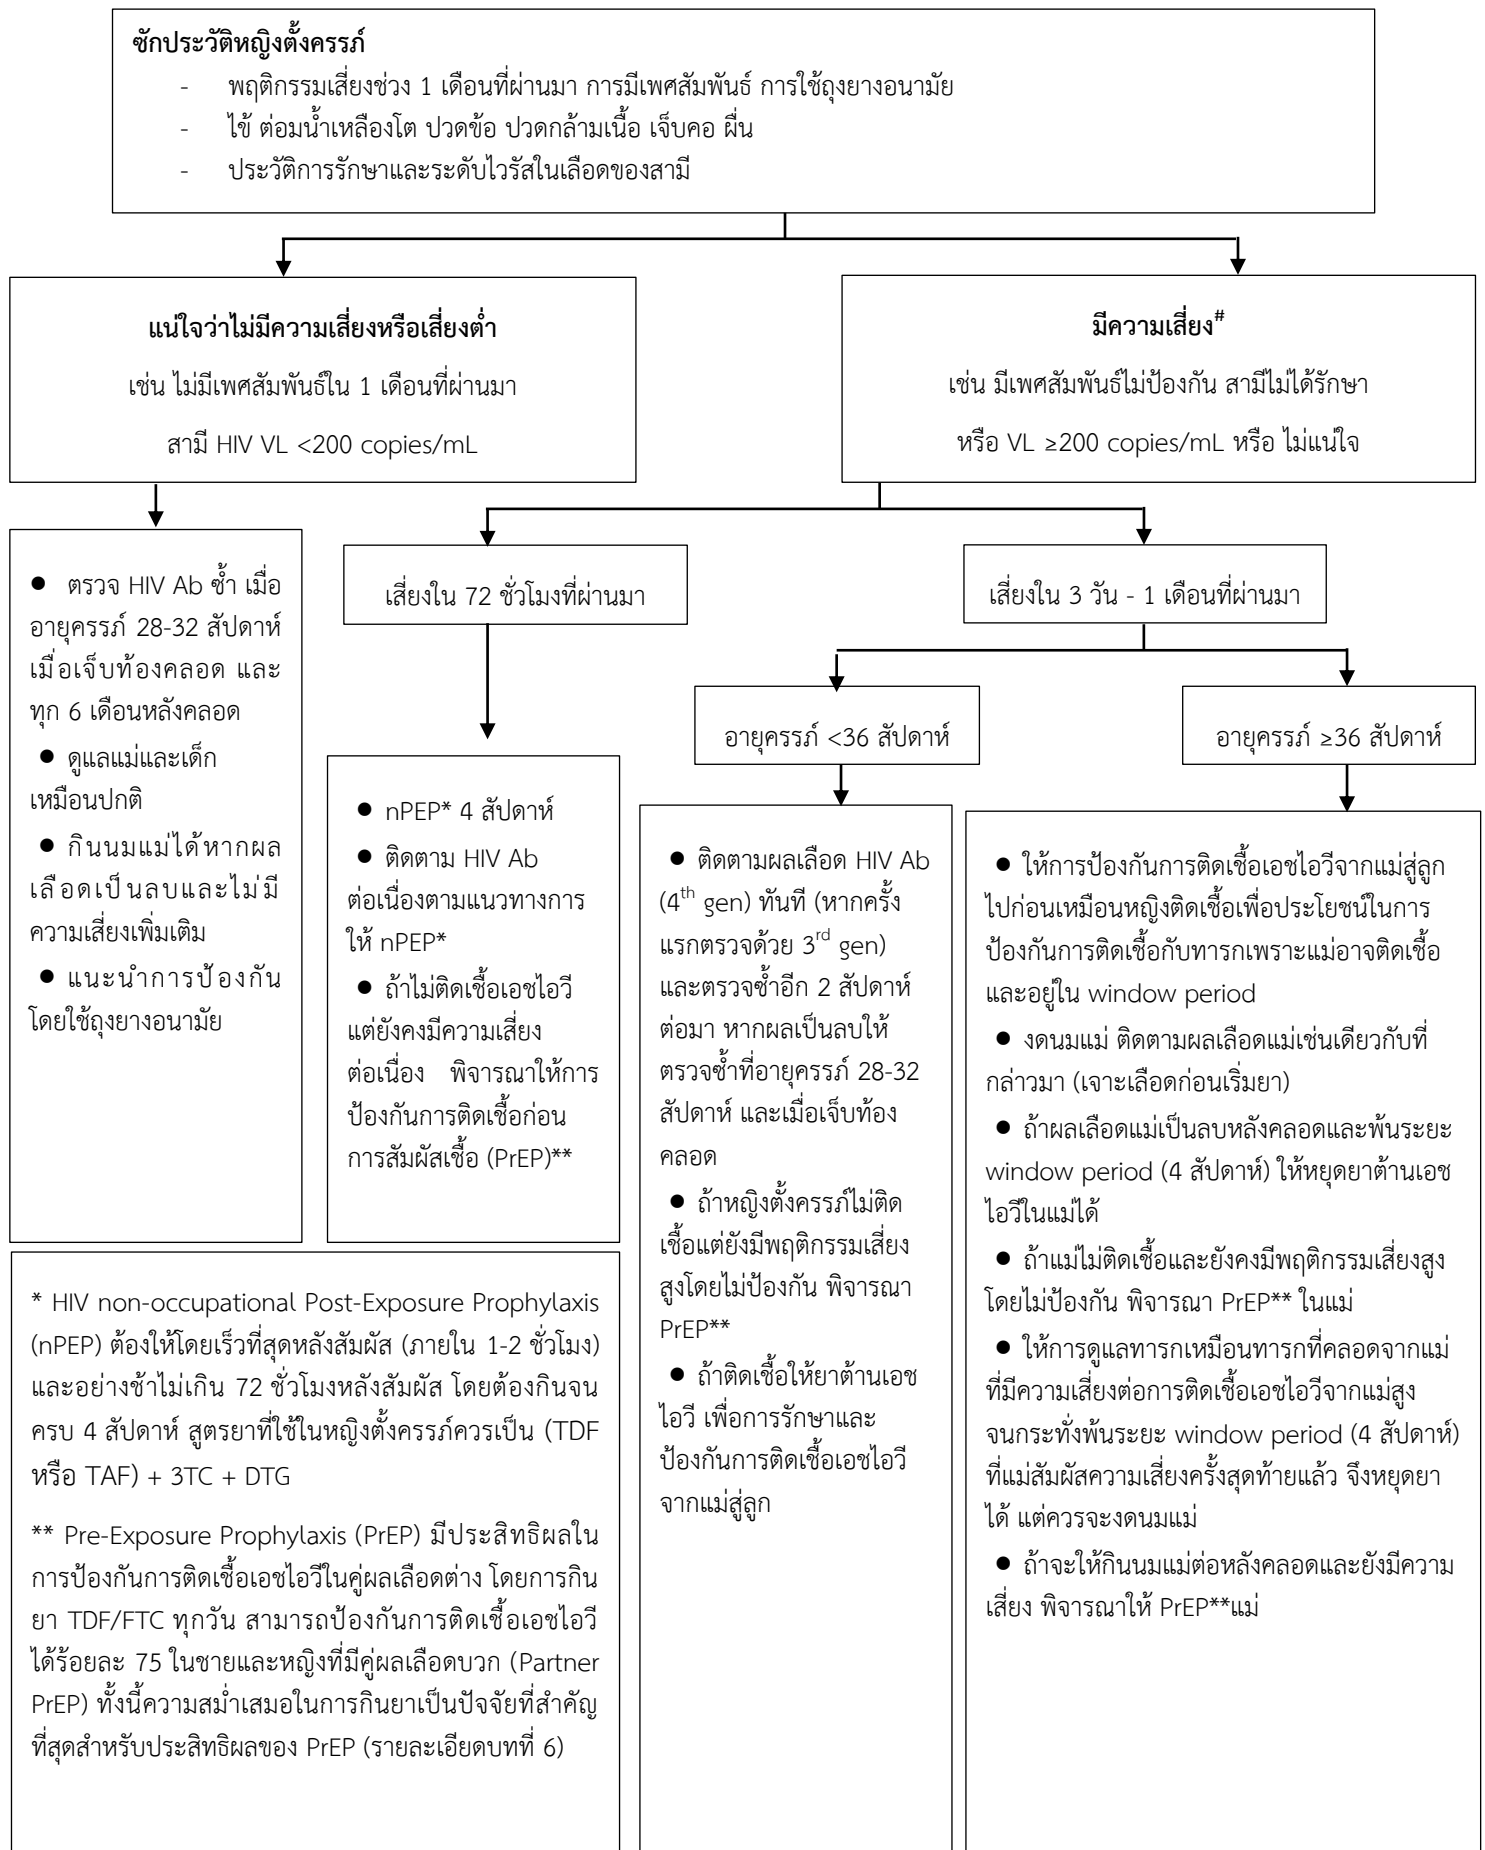 ซักประวัติหญิงตั้งครรภ์
- พฤติกรรมเสี่ยงช่วง 1 เดือนที่ผ่านมา การมีเพศสัมพันธ์ การใช้ถุงยางอนามัย
- ไข้ ต่อมน้ำเหลืองโต ปวดข้อ ปวดกล้ามเนื้อ เจ็บคอ ผื่น
- ประวัติการรักษาและระดับไวรัสในเลือดของสามี
แน่ใจว่าไม่มีความเสี่ยงหรือเสี่ยงต่ำ
เช่น ไม่มีเพศสัมพันธ์ใน 1 เดือนที่ผ่านมา
สามี HIV VL <200 copies/mL
มีความเสี่ยง#
เช่น มีเพศสัมพันธ์ไม่ป้องกัน สามีไม่ได้รักษา
หรือ VL ≥200 copies/mL หรือ ไม่แน่ใจ
● ตรวจ HIV Ab ซ้ำ เมื่อ
อายุครรภ์ 28-32 สัปดาห์
เมื่อเจ็บท้องคลอด และ
ทุก 6 เดือนหลังคลอด
● ดูแลแม่และเด็ก
เหมือนปกติ
● กินนมแม่ได้หากผล
เลือดเป็นลบและไม่มี
ความเสี่ยงเพิ่มเติม
● แนะนำการป้องกัน
โดยใช้ถุงยางอนามัย
เสี่ยงใน 72 ชั่วโมงที่ผ่านมา
● nPEP* 4 สัปดาห์
● ติดตาม HIV Ab
ต่อเนื่องตามแนวทางการ
ให้ nPEP*
● ถ้าไม่ติดเชื้อเอชไอวี
แต่ยังคงมีความเสี่ยง
ต่อเนื่อง พิจารณาให้การ
ป้องกันการติดเชื้อก่อน
การสัมผัสเชื้อ (PrEP)**
เสี่ยงใน 3 วัน - 1 เดือนที่ผ่านมา
อายุครรภ์ <36 สัปดาห์
● ติดตามผลเลือด HIV Ab
(4th gen) ทันที (หากครั้ง
แรกตรวจด้วย 3rd gen)
และตรวจซ้ำอีก 2 สัปดาห์
ต่อมา หากผลเป็นลบให้
ตรวจซ้ำที่อายุครรภ์ 28-32
สัปดาห์ และเมื่อเจ็บท้อง
คลอด
● ถ้าหญิงตั้งครรภ์ไม่ติด
เชื้อแต่ยังมีพฤติกรรมเสี่ยง
สูงโดยไม่ป้องกัน พิจารณา
PrEP**
● ถ้าติดเชื้อให้ยาต้านเอช
ไอวี เพื่อการรักษาและ
ป้องกันการติดเชื้อเอชไอวี
จากแม่สู่ลูก
อายุครรภ์ ≥36 สัปดาห์
● ให้การป้องกันการติดเชื้อเอชไอวีจากแม่สู่ลูก
ไปก่อนเหมือนหญิงติดเชื้อเพื่อประโยชน์ในการ
ป้องกันการติดเชื้อกับทารกเพราะแม่อาจติดเชื้อ
และอยู่ใน window period
● งดนมแม่ ติดตามผลเลือดแม่เช่นเดียวกับที่
กล่าวมา (เจาะเลือดก่อนเริ่มยา)
● ถ้าผลเลือดแม่เป็นลบหลังคลอดและพ้นระยะ
window period (4 สัปดาห์) ให้หยุดยาต้านเอช
ไอวีในแม่ได้
● ถ้าแม่ไม่ติดเชื้อและยังคงมีพฤติกรรมเสี่ยงสูง
โดยไม่ป้องกัน พิจารณา PrEP** ในแม่
● ให้การดูแลทารกเหมือนทารกที่คลอดจากแม่
ที่มีความเสี่ยงต่อการติดเชื้อเอชไอวีจากแม่สูง
จนกระทั่งพ้นระยะ window period (4 สัปดาห์)
ที่แม่สัมผัสความเสี่ยงครั้งสุดท้ายแล้ว จึงหยุดยา
ได้ แต่ควรจะงดนมแม่
● ถ้าจะให้กินนมแม่ต่อหลังคลอดและยังมีความ
เสี่ยง พิจารณาให้ PrEP**แม่
* HIV non-occupational Post-Exposure Prophylaxis
(nPEP) ต้องให้โดยเร็วที่สุดหลังสัมผัส (ภายใน 1-2 ชั่วโมง)
และอย่างช้าไม่เกิน 72 ชั่วโมงหลังสัมผัส โดยต้องกินจน
ครบ 4 สัปดาห์ สูตรยาที่ใช้ในหญิงตั้งครรภ์ควรเป็น (TDF
หรือ TAF) + 3TC + DTG
** Pre-Exposure Prophylaxis (PrEP) มีประสิทธิผลใน
การป้องกันการติดเชื้อเอชไอวีในคู่ผลเลือดต่าง โดยการกิน
ยา TDF/FTC ทุกวัน สามารถป้องกันการติดเชื้อเอชไอวี
ได้ร้อยละ 75 ในชายและหญิงที่มีคู่ผลเลือดบวก (Partner
PrEP) ทั้งนี้ความสม่ำเสมอในการกินยาเป็นปัจจัยที่สำคัญ
ที่สุดสำหรับประสิทธิผลของ PrEP (รายละเอียดบทที่ 6)